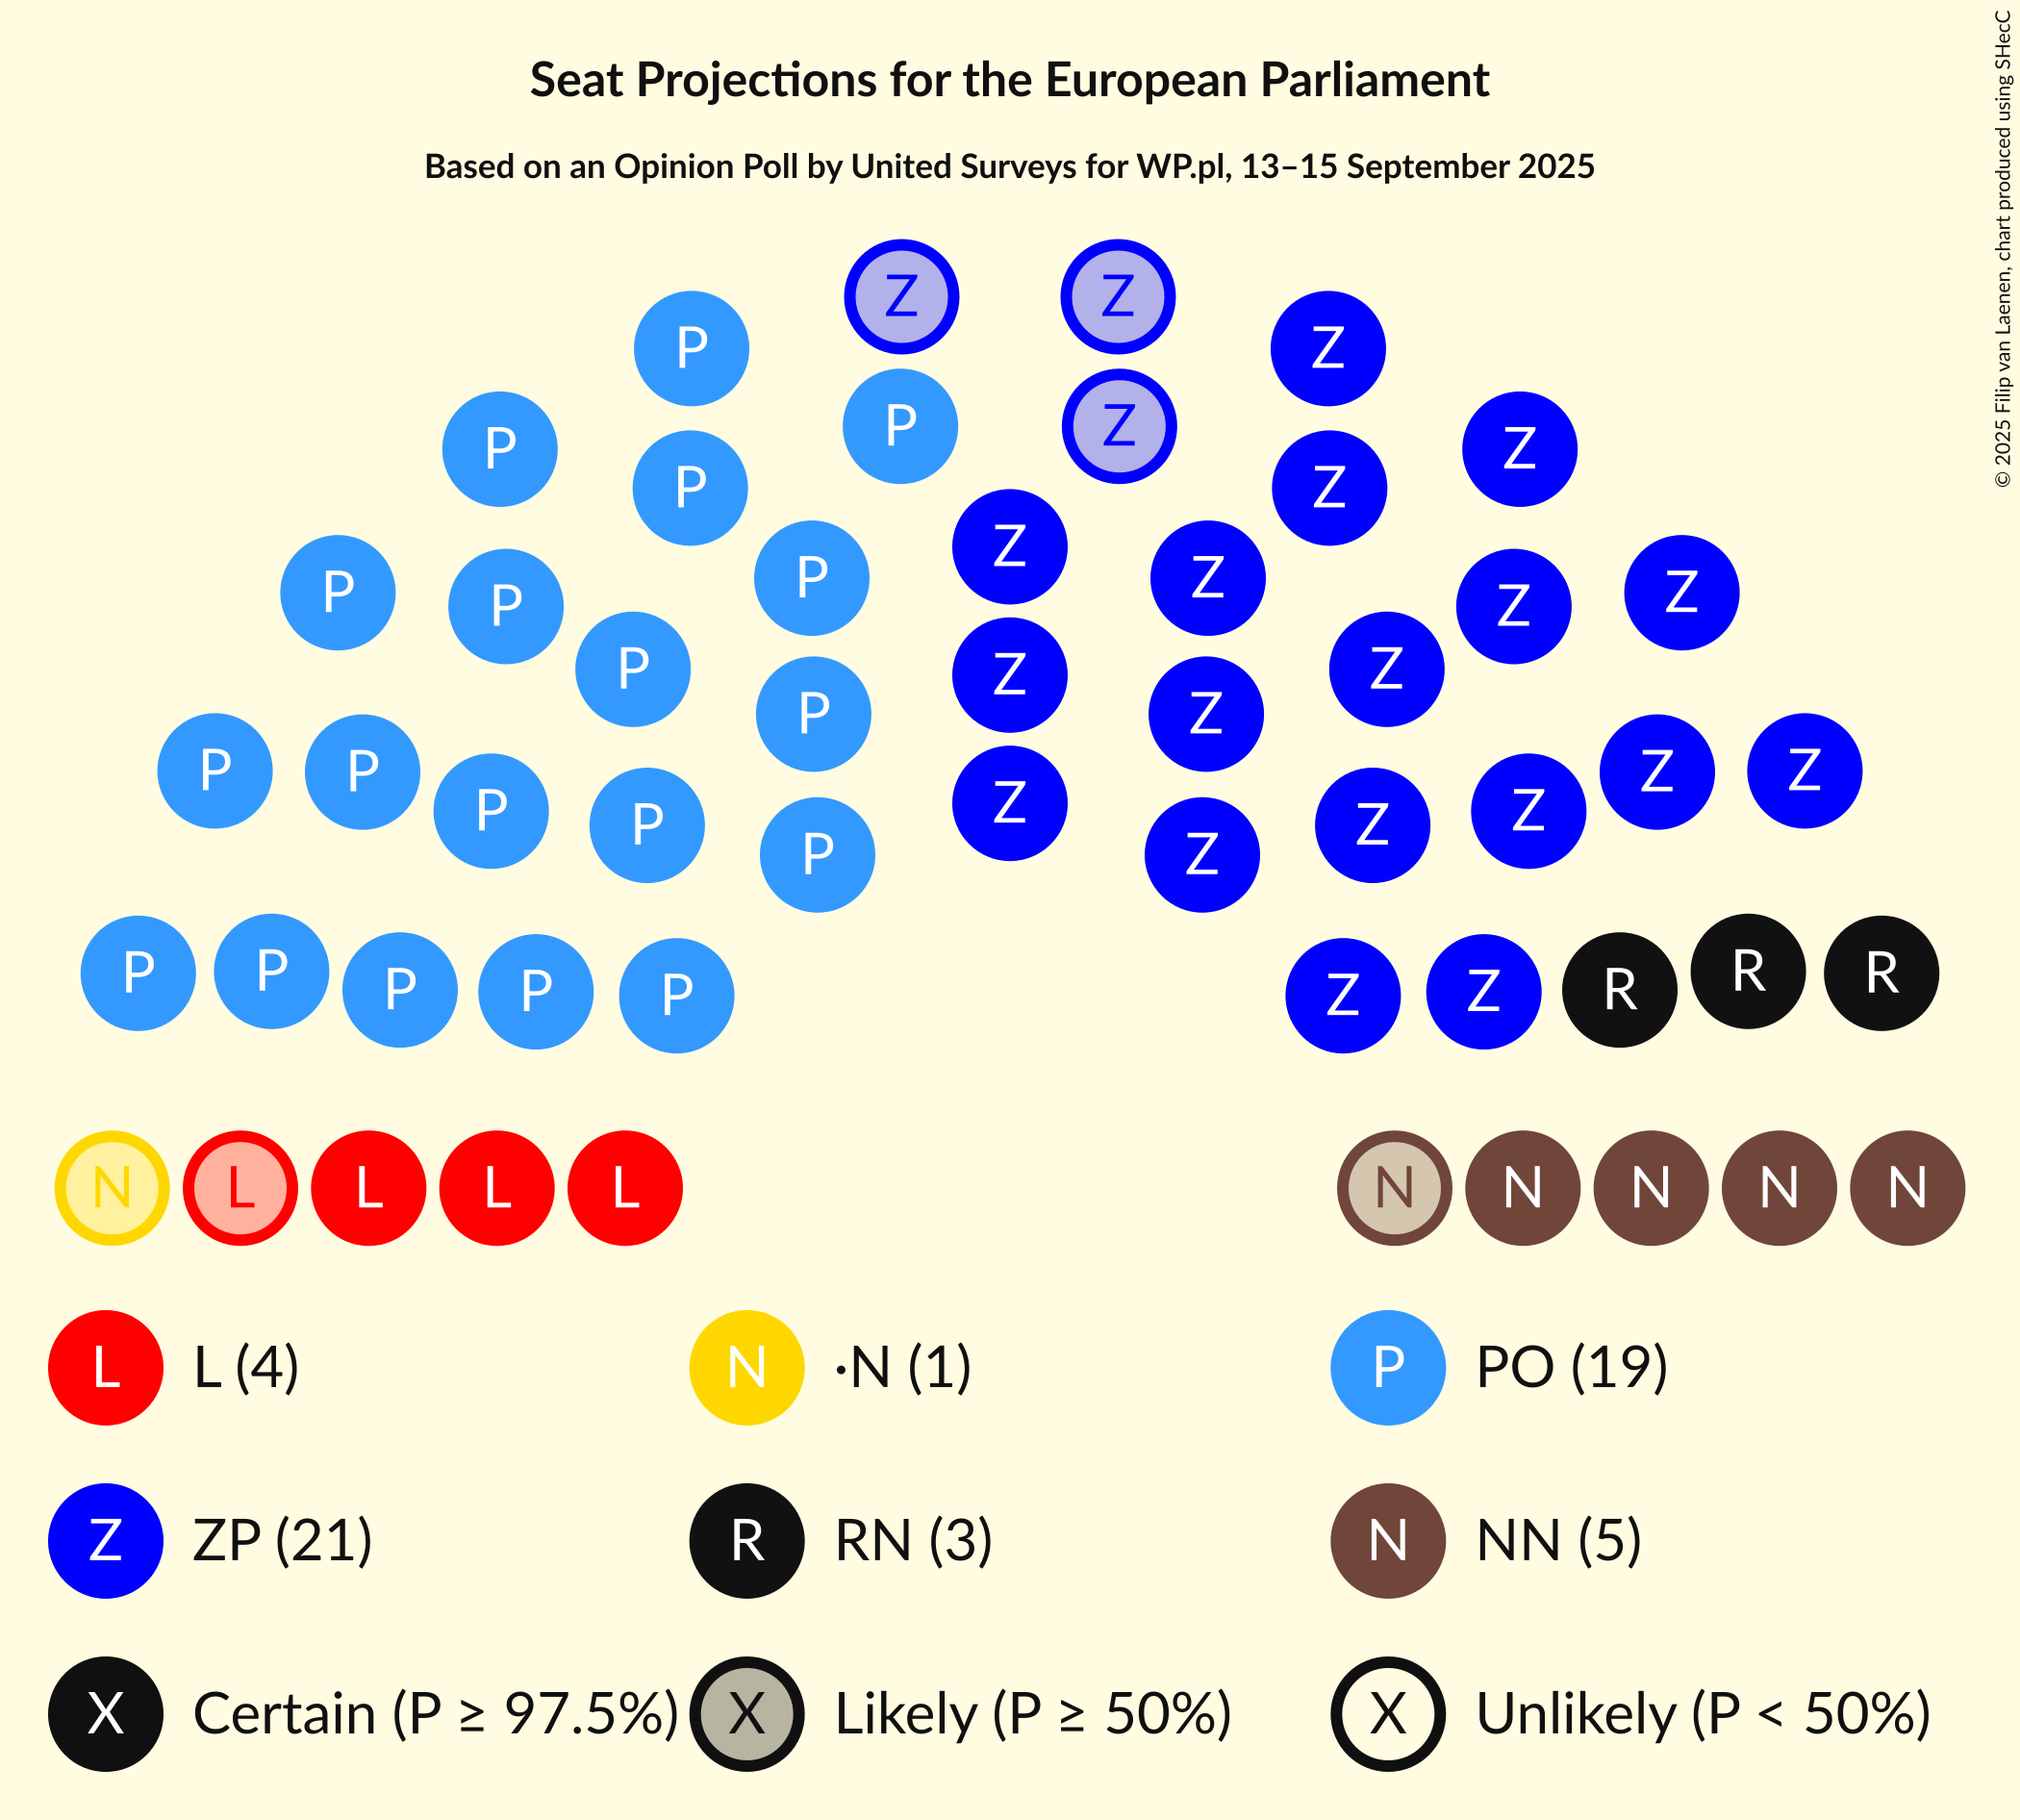 Seat Projections for the European Parliament
Based on an Opinion Poll by United Surveys for WP.pl, 13–15 September 2025
© 2025 Filip van Laenen, chart produced using SHecC
Z Z
P Z
P Z
P Z
P Z
P Z
Z
P Z
P Z
P Z
P Z
Z
P Z
P Z
P Z
Z
P Z
P Z
P Z
P Z
P P P P P Z Z R R R
N L L L L N N N N N
L L (4) N ·N (1) P PO (19)
Z ZP (21) R RN (3) N NN (5)
X Certain (P ≥ 97.5%) X Likely (P ≥ 50%) X Unlikely (P < 50%)